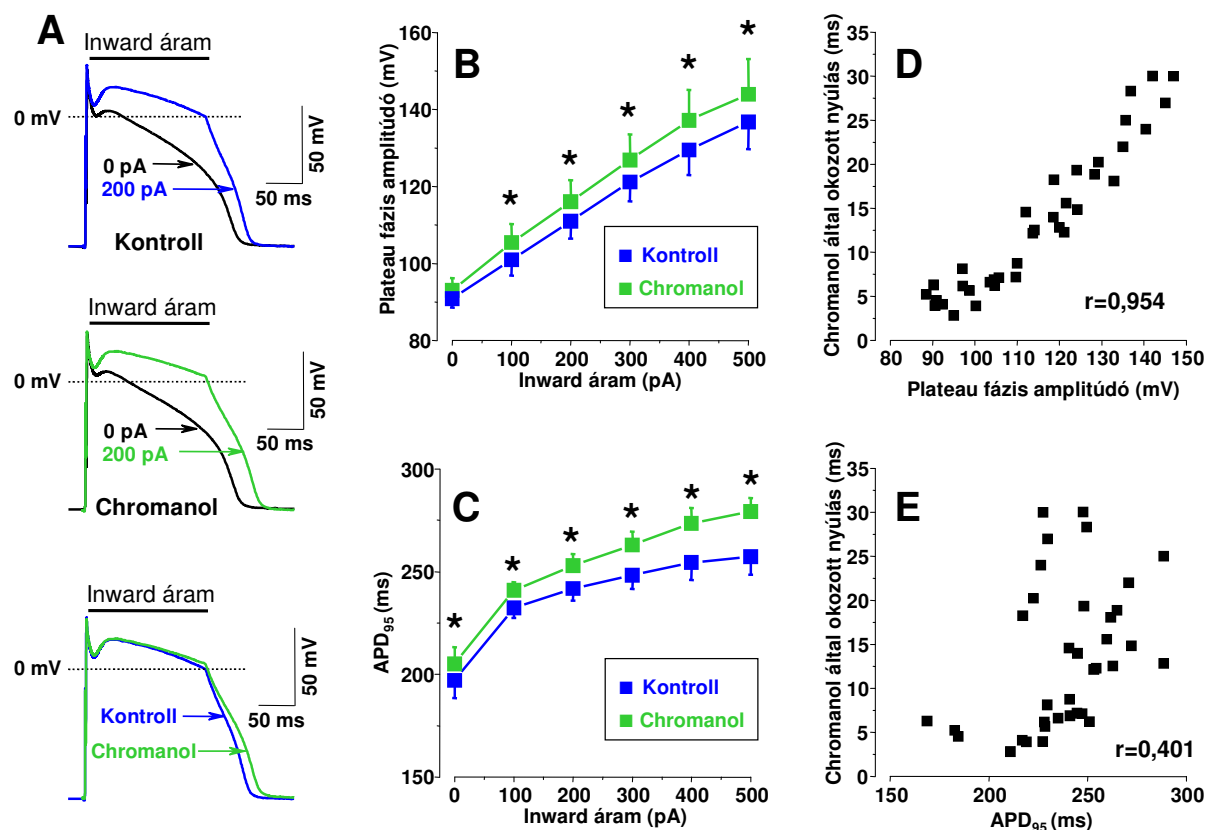 A
Inward áram
0 mV
50 mV
0 pA
200 pA
50 ms
Kontroll
Inward áram
0 mV
50 mV
0 pA
200 pA
50 ms
Chromanol
Inward áram
0 mV
50 mV
50 ms
Kontroll
Chromanol
B
Plateau fázis amplitúdó (mV)
160
140
120
100
80
* * * * *
Kontroll
Chromanol
0 100 200 300 400 500
Inward áram (pA)
C
APD95 (ms)
300
250
200
150
* * * * * *
Kontroll
Chromanol
0 100 200 300 400 500
Inward áram (pA)
D
Chromanol által okozott nyúlás (ms)
35
30
25
20
15
10
5
0
r=0,954
80 90 100 110 120 130 140 150
Plateau fázis amplitúdó (mV)
E
Chromanol által okozott nyúlás (ms)
35
30
25
20
15
10
5
0
r=0,401
150 200 250 300
APD95 (ms)